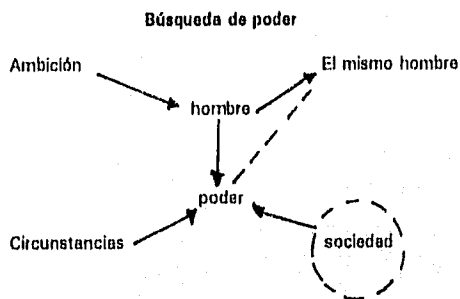 Búsqueda de poder
Ambición
El mismo hombre
hombre
poder
Circunstancias
sociedad